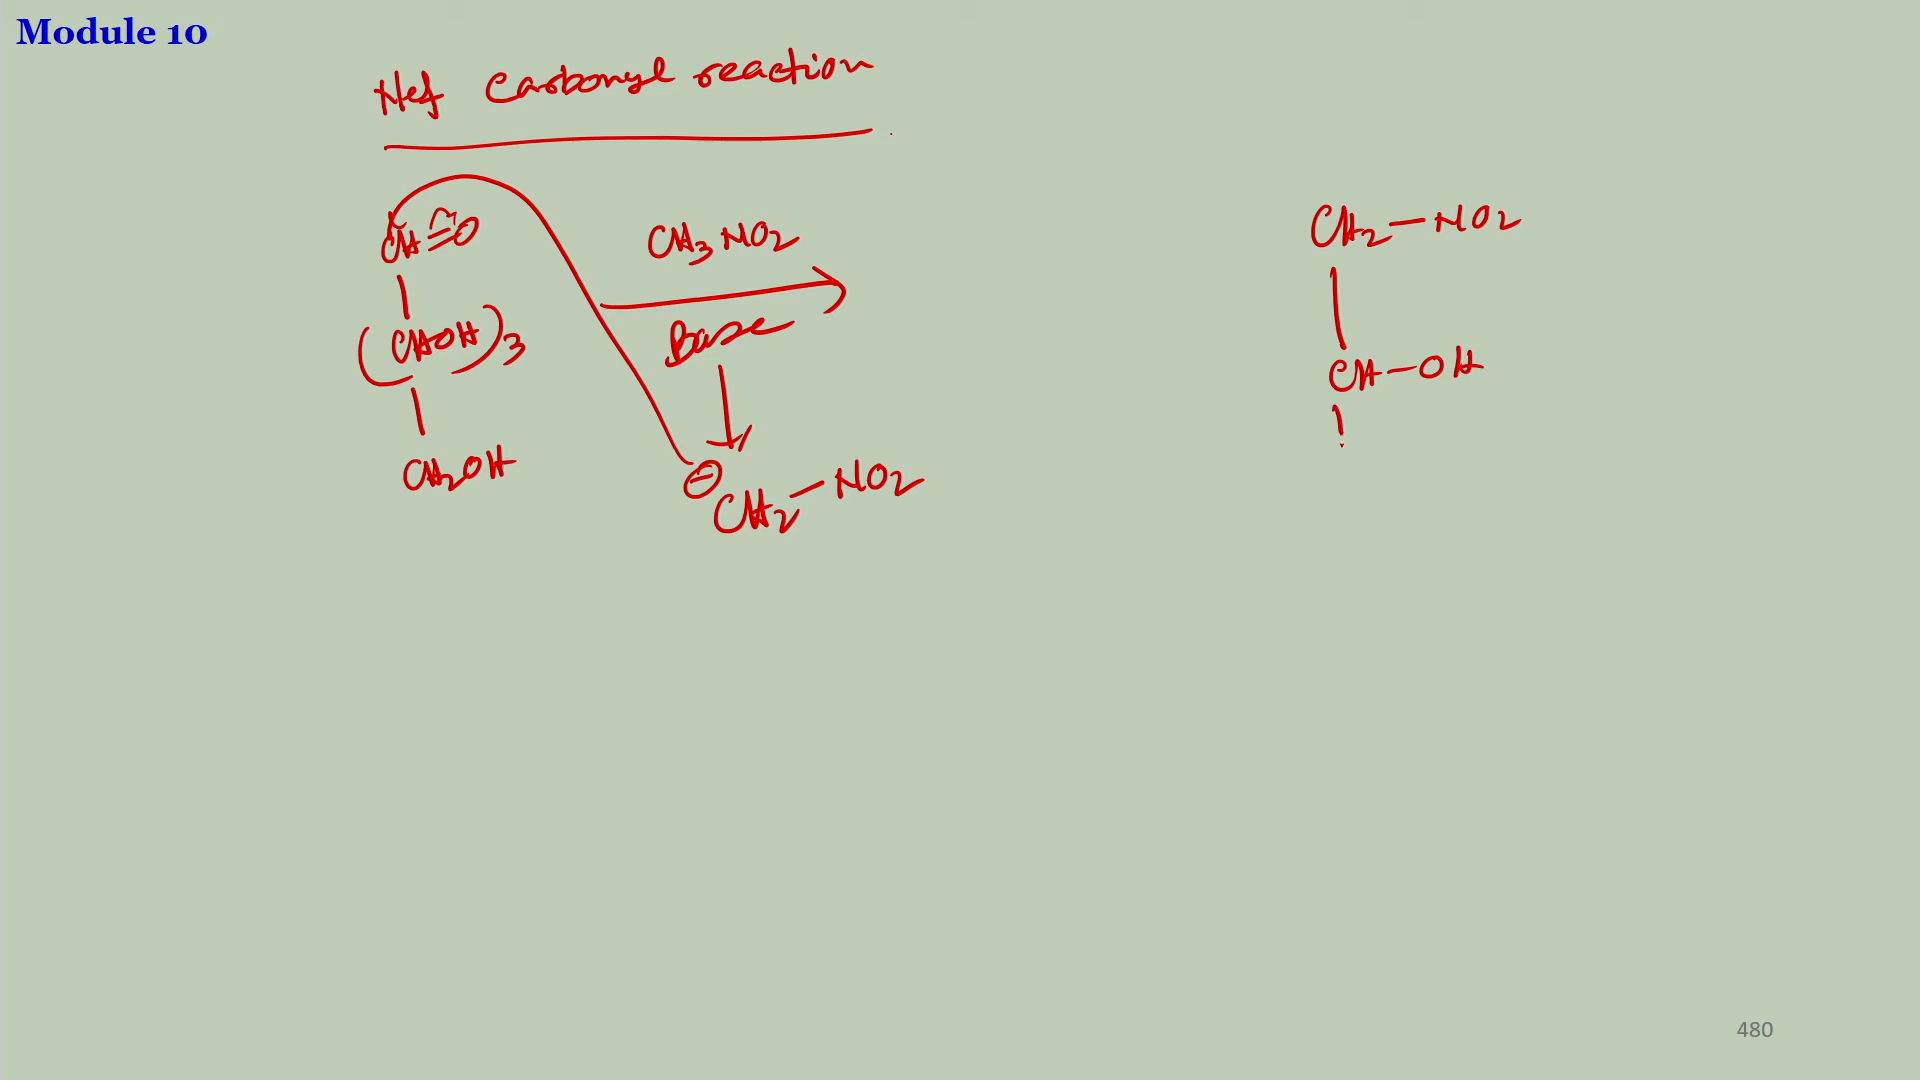 Module 10
Nef Carbonyl reaction
CH=O
(CHOH)3
CH2OH
CH3NO2
Base
⊖
CH2-NO2
CH2-NO2
CH-OH
480